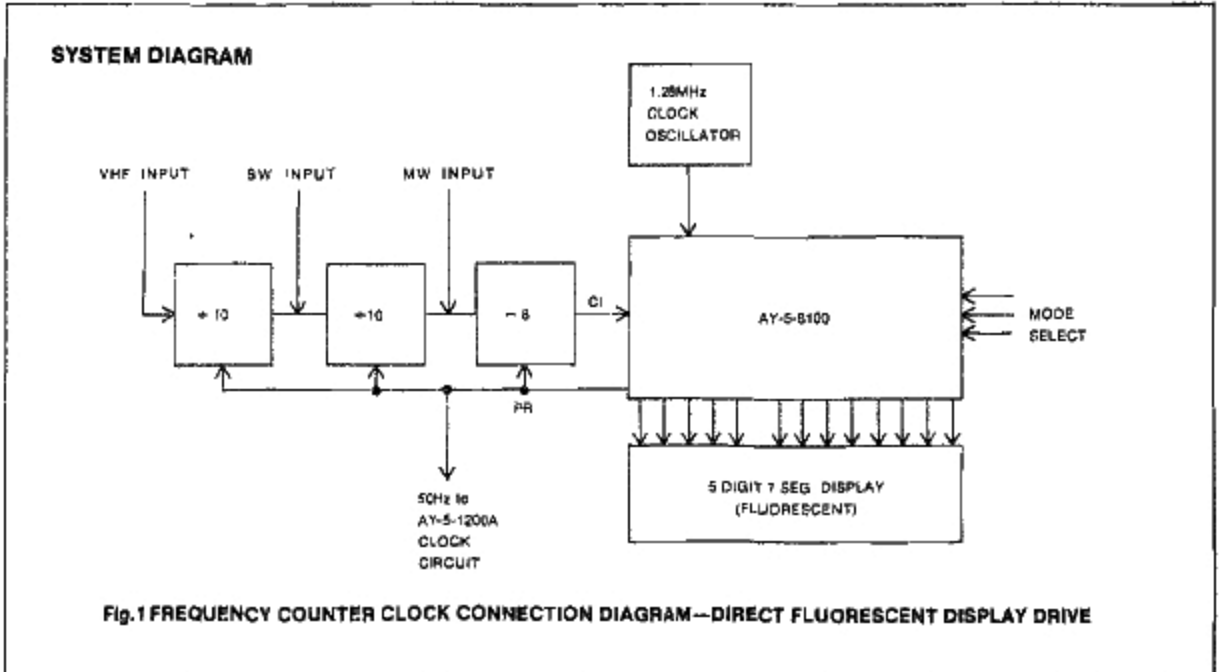 SYSTEM DIAGRAM
1.28MHz
CLOCK
OSCILLATOR
VHF INPUT
SW INPUT
MW INPUT
÷ 10
÷10
÷ 8
CI
AY-5-8100
MODE
SELECT
PR
50Hz to
AY-5-1200A
CLOCK
CIRCUIT
5 DIGIT 7 SEG DISPLAY
(FLUORESCENT)
Fig.1 FREQUENCY COUNTER CLOCK CONNECTION DIAGRAM—DIRECT FLUORESCENT DISPLAY DRIVE